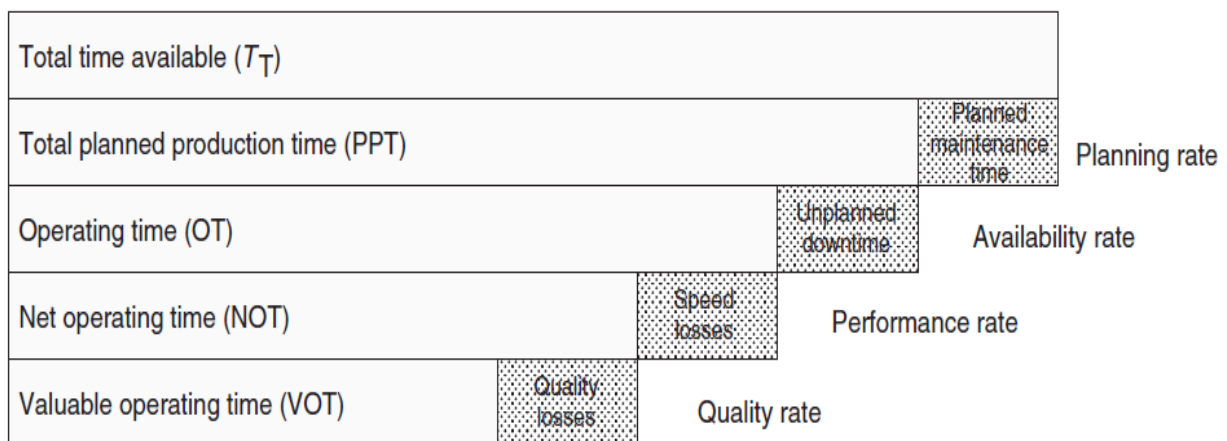 Total time available (TT)
Total planned production time (PPT)
Planned
maintenance
time
Planning rate
Operating time (OT)
Unplanned
downtime
Availability rate
Net operating time (NOT)
Speed
losses
Performance rate
Valuable operating time (VOT)
Quality
losses
Quality rate